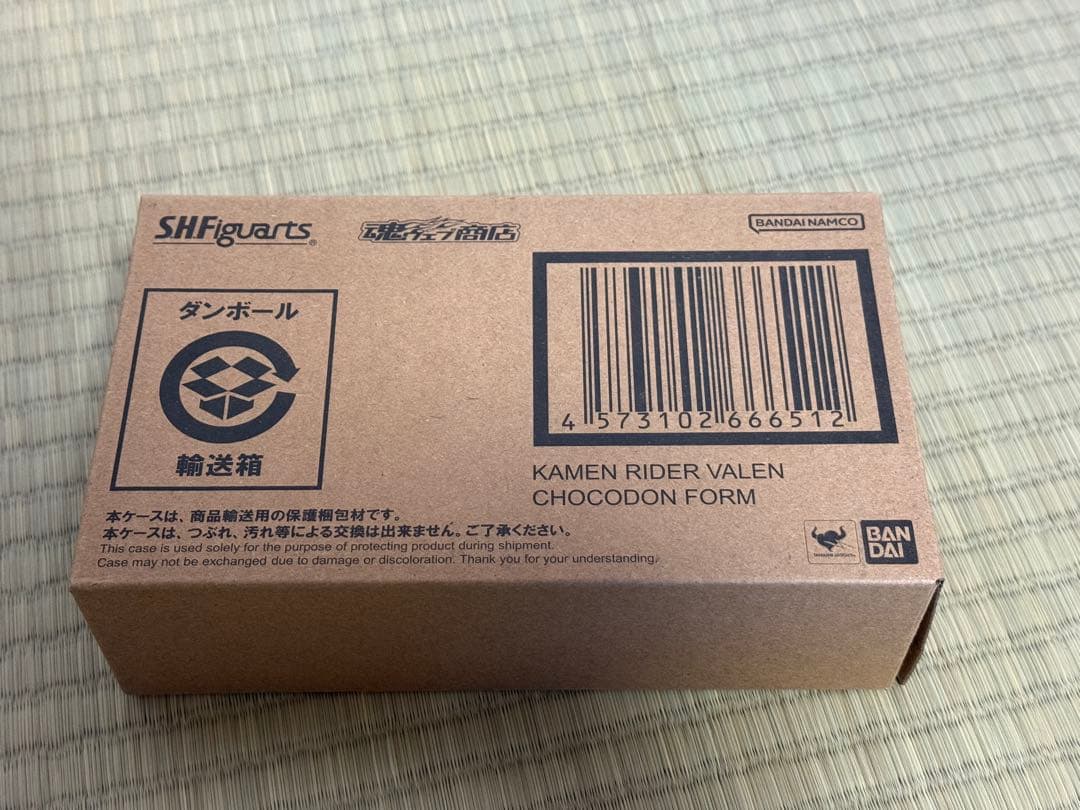 S.H.Figuarts®
魂ウェブ商店
BANDAI NAMCO
ダンボール
輸送箱
4 573102 666512
KAMEN RIDER VALEN
CHOCODON FORM
本ケースは、商品輸送用の保護梱包材です。
本ケースは、つぶれ、汚れ等による交換は出来ません。ご了承ください。
This case is used solely for the purpose of protecting product during shipment.
Case may not be exchanged due to damage or discoloration. Thank you for your understanding.
BAN
DAI